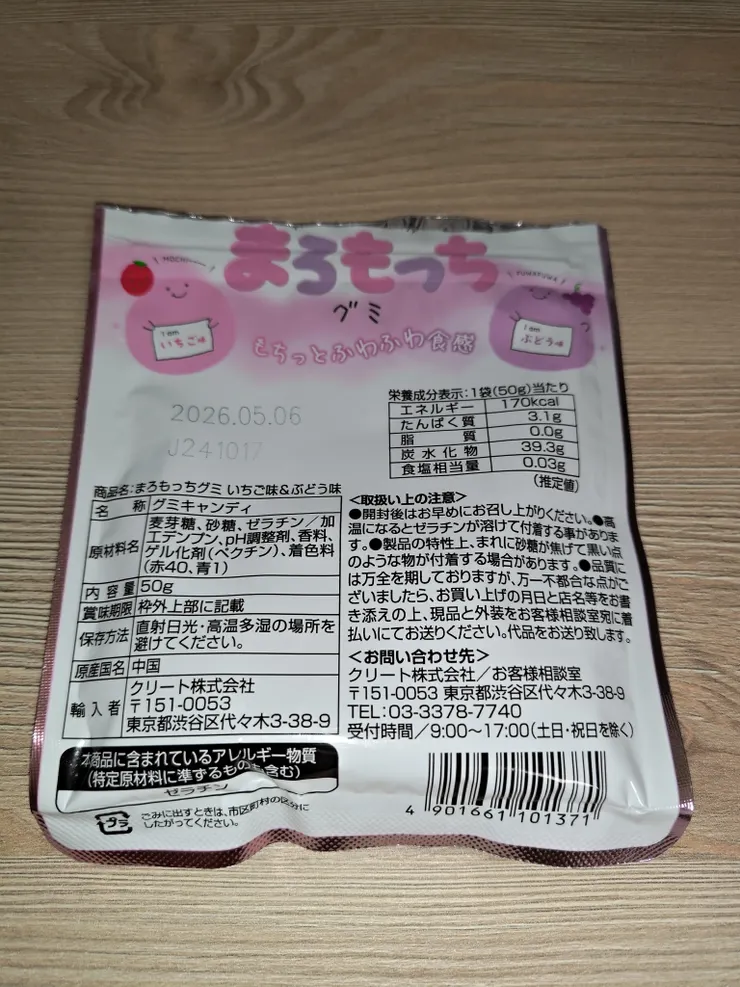 まろもっち
グミ
もちっとふわふわ食感
I am
いちご味
I am
ぶどう味
2026.05.06
J241017
栄養成分表示:1袋(50g)当たり
エネルギー 170kcal
たんぱく質 3.1g
脂質 0.0g
炭水化物 39.3g
食塩相当量 0.03g
(推定値)
商品名:まろもっちグミ いちご味&ぶどう味
名称 グミキャンディ
原材料名 麦芽糖、砂糖、ゼラチン/加
エデンプン、pH調整剤、香料、
ゲル化剤(ペクチン)、着色料
(赤40、青1)
内容量 50g
賞味期限 枠外上部に記載
保存方法 直射日光・高温多湿の場所を
避けてください。
原産国名 中国
輸入者 クリート株式会社
〒151-0053
東京都渋谷区代々木3-38-9
本商品に含まれているアレルギー物質
(特定原材料に準ずるものも含む)
ゼラチン
プラ
ごみに出すときは、市区町村の区分に
したがってください。
<取扱い上の注意>
●開封後はお早めにお召し上がりください。●高
温になるとゼラチンが溶けて付着する事がありま
す。●製品の特性上、まれに砂糖が焦げて黒い点
のような物が付着する場合があります。●品質に
は万全を期しておりますが、万一不都合な点がご
ざいましたら、お買い上げの月日と店名等をお書
き添えの上、現品と外装をお客様相談室宛に着
払いにてお送りください。代品をお送り致します。
<お問い合わせ先>
クリート株式会社/お客様相談室
〒151-0053 東京都渋谷区代々木3-38-9
TEL:03-3378-7740
受付時間/9:00~17:00(土日・祝日を除く)
4 901661 101371